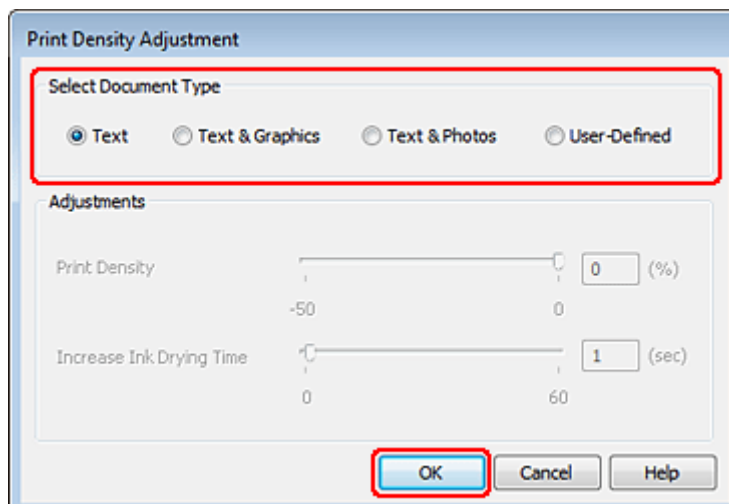 Print Density Adjustment
Select Document Type
Text Text & Graphics Text & Photos User-Defined
Adjustments
Print Density 0 (%)
-50 0
Increase Ink Drying Time 1 (sec)
0 60
OK Cancel Help